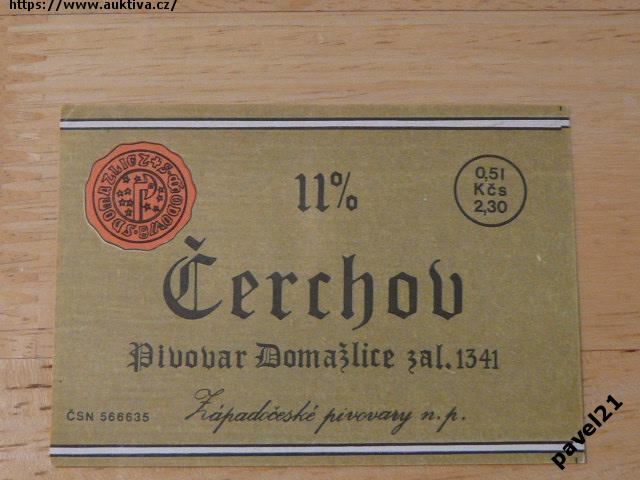 https://www.auktiva.cz/
11%
0,5l
Kčs
2,30
Čerchov
Pivovar Domažlice zal. 1341
ČSN 566635
Západočeské pivovary n.p.
pavel21